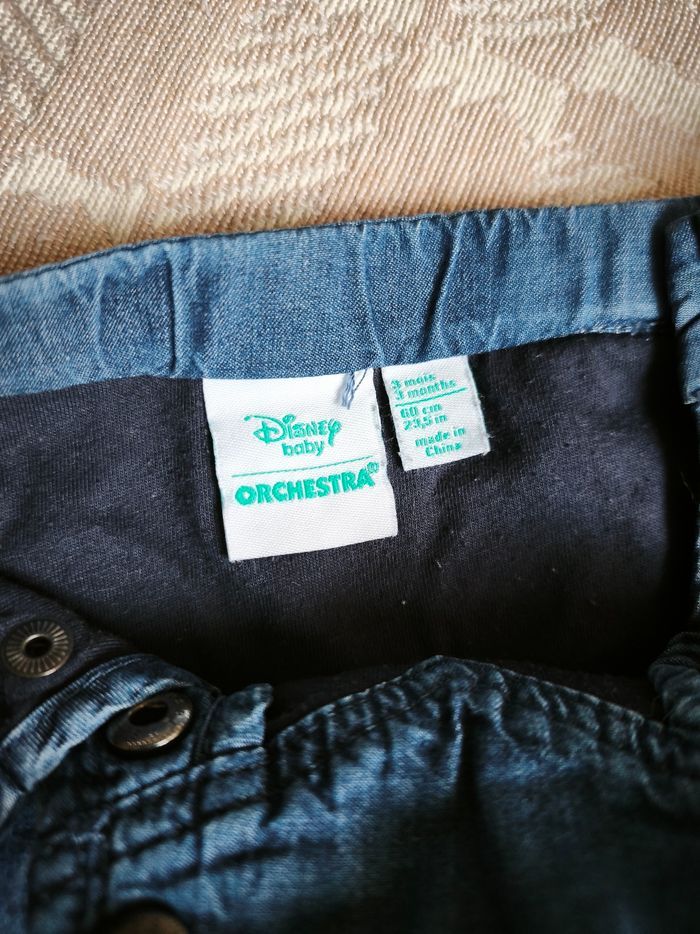 Disney
baby
ORCHESTRA®
3 mois
3 months
60 cm
23,5 in
made in
China